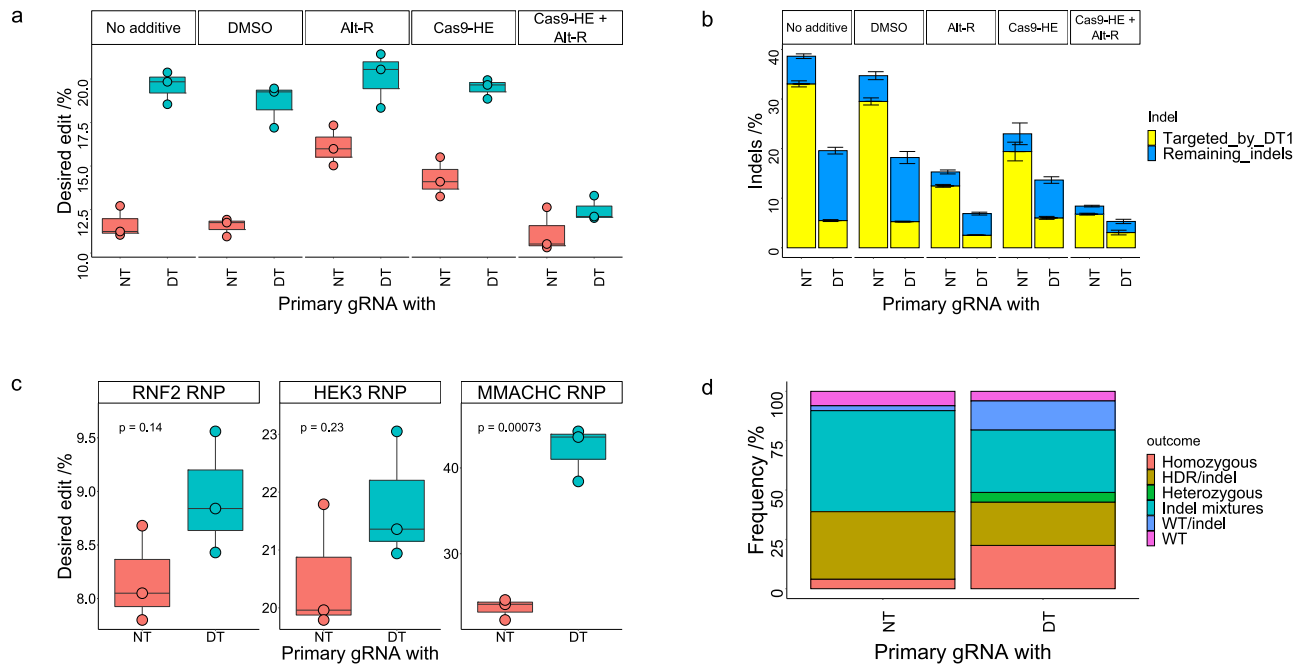 a
No additive
DMSO
Alt-R
Cas9-HE
Cas9-HE +
Alt-R
Desired edit /%
20.0
17.5
15.0
12.5
10.0
NT
DT
NT
DT
NT
DT
NT
DT
NT
DT
Primary gRNA with
b
No additive
DMSO
Alt-R
Cas9-HE
Cas9-HE +
Alt-R
Indels /%
40
30
20
10
0
NT
DT
NT
DT
NT
DT
NT
DT
NT
DT
Primary gRNA with
Indel
Targeted_by_DT1
Remaining_indels
c
RNF2 RNP
HEK3 RNP
MMACHC RNP
Desired edit /%
p = 0.14
9.5
9.0
8.5
8.0
p = 0.23
23
22
21
20
p = 0.00073
40
30
NT
DT
NT
DT
NT
DT
Primary gRNA with
d
Frequency /%
100
75
50
25
0
NT
DT
Primary gRNA with
outcome
Homozygous
HDR/indel
Heterozygous
Indel mixtures
WT/indel
WT